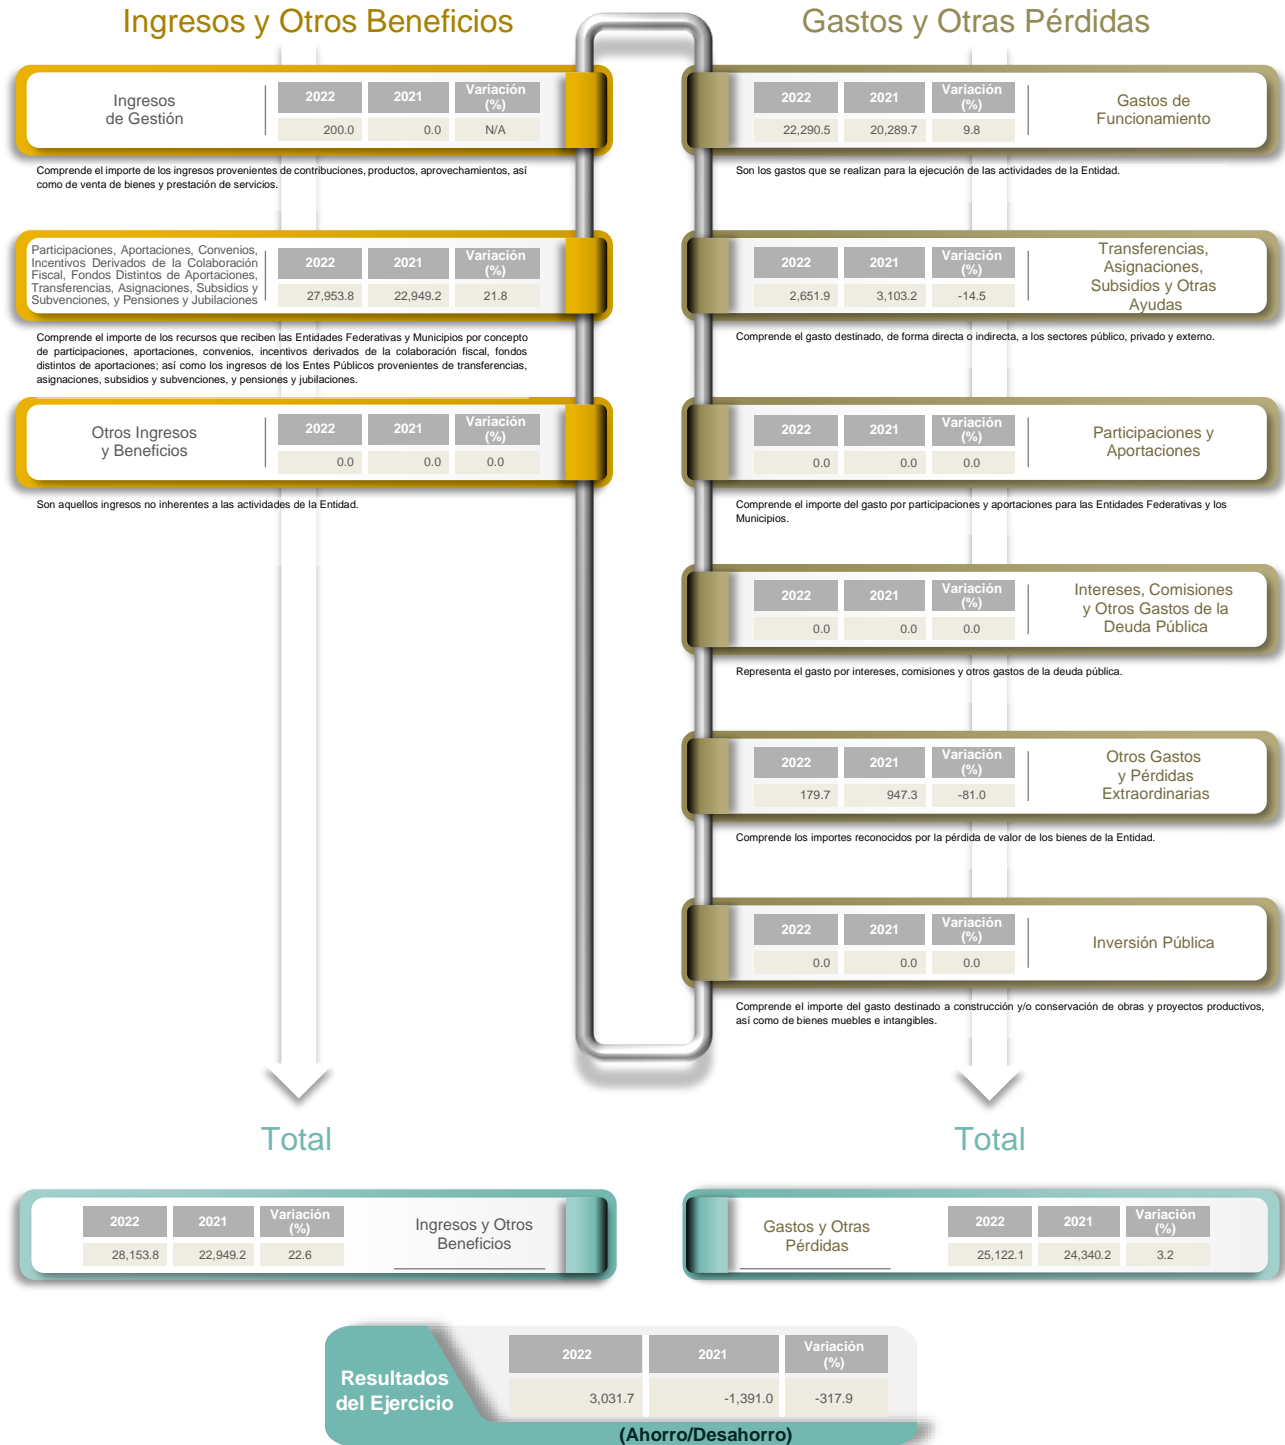 Ingresos y Otros Beneficios
Ingresos
de Gestión
2022 2021 Variación
(%)
200.0 0.0 N/A
Comprende el importe de los ingresos provenientes de contribuciones, productos, aprovechamientos, así
como de venta de bienes y prestación de servicios.
Participaciones, Aportaciones, Convenios,
Incentivos Derivados de la Colaboración
Fiscal, Fondos Distintos de Aportaciones,
Transferencias, Asignaciones, Subsidios y
Subvenciones, y Pensiones y Jubilaciones
2022 2021 Variación
(%)
27,953.8 22,949.2 21.8
Comprende el importe de los recursos que reciben las Entidades Federativas y Municipios por concepto
de participaciones, aportaciones, convenios, incentivos derivados de la colaboración fiscal, fondos
distintos de aportaciones; así como los ingresos de los Entes Públicos provenientes de transferencias,
asignaciones, subsidios y subvenciones, y pensiones y jubilaciones.
Otros Ingresos
y Beneficios
2022 2021 Variación
(%)
0.0 0.0 0.0
Son aquellos ingresos no inherentes a las actividades de la Entidad.
Gastos y Otras Pérdidas
2022 2021 Variación
(%)
22,290.5 20,289.7 9.8
Gastos de
Funcionamiento
Son los gastos que se realizan para la ejecución de las actividades de la Entidad.
2022 2021 Variación
(%)
2,651.9 3,103.2 -14.5
Transferencias,
Asignaciones,
Subsidios y Otras
Ayudas
Comprende el gasto destinado, de forma directa o indirecta, a los sectores público, privado y externo.
2022 2021 Variación
(%)
0.0 0.0 0.0
Participaciones y
Aportaciones
Comprende el importe del gasto por participaciones y aportaciones para las Entidades Federativas y los
Municipios.
2022 2021 Variación
(%)
0.0 0.0 0.0
Intereses, Comisiones
y Otros Gastos de la
Deuda Pública
Representa el gasto por intereses, comisiones y otros gastos de la deuda pública.
2022 2021 Variación
(%)
179.7 947.3 -81.0
Otros Gastos
y Pérdidas
Extraordinarias
Comprende los importes reconocidos por la pérdida de valor de los bienes de la Entidad.
2022 2021 Variación
(%)
0.0 0.0 0.0
Inversión Pública
Comprende el importe del gasto destinado a construcción y/o conservación de obras y proyectos productivos,
así como de bienes muebles e intangibles.
Total
2022 2021 Variación
(%)
28,153.8 22,949.2 22.6
Ingresos y Otros
Beneficios
Total
Gastos y Otras
Pérdidas
2022 2021 Variación
(%)
25,122.1 24,340.2 3.2
Resultados
del Ejercicio
2022 2021 Variación
(%)
3,031.7 -1,391.0 -317.9
(Ahorro/Desahorro)